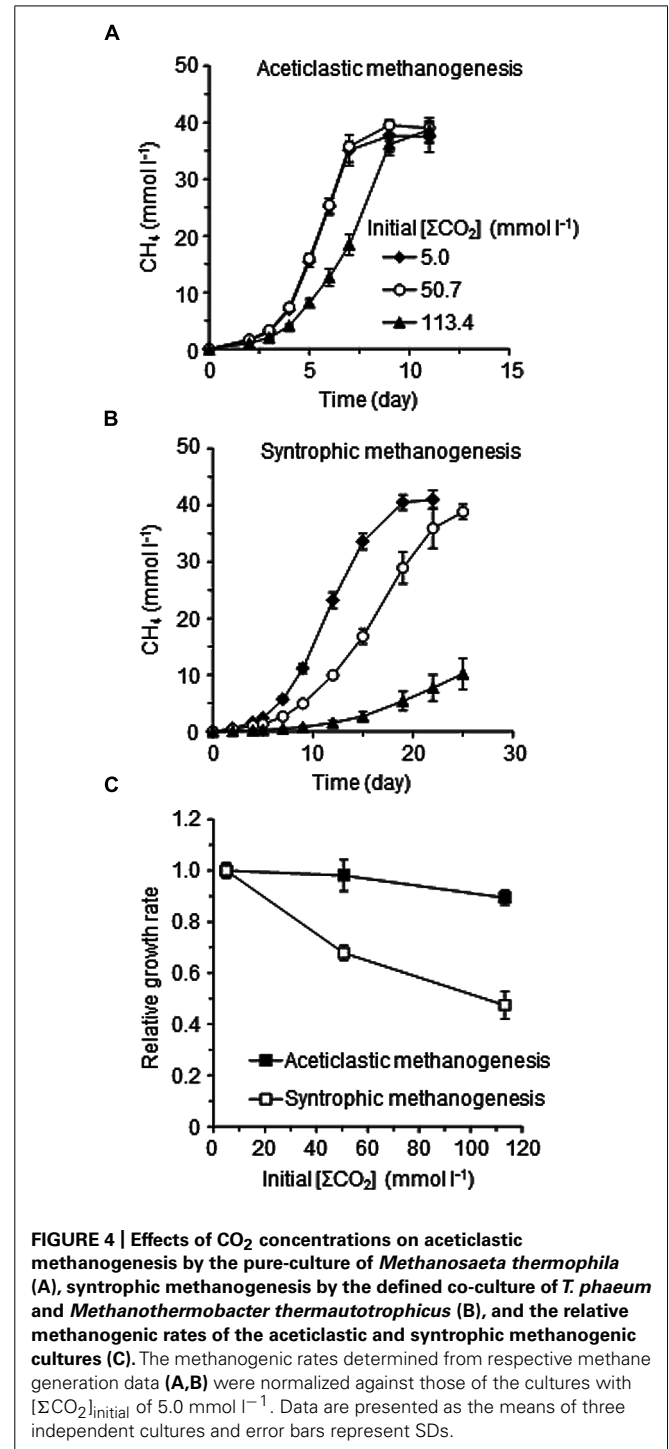 A
Aceticlastic methanogenesis
50
40
30
20
10
0
CH₄ (mmol l⁻¹)
Initial [ΣCO₂] (mmol l⁻¹)
5.0
50.7
113.4
0 5 10 15
Time (day)
B
Syntrophic methanogenesis
50
40
30
20
10
0
CH₄ (mmol l⁻¹)
0 10 20 30
Time (day)
C
1.2
1.0
0.8
0.6
0.4
0.2
0
Relative growth rate
Aceticlastic methanogenesis
Syntrophic methanogenesis
0 20 40 60 80 100 120
Initial [ΣCO₂] (mmol l⁻¹)
FIGURE 4 | Effects of CO₂ concentrations on aceticlastic
methanogenesis by the pure-culture of Methanosaeta thermophila
(A), syntrophic methanogenesis by the defined co-culture of T. phaeum
and Methanothermobacter thermautotrophicus (B), and the relative
methanogenic rates of the aceticlastic and syntrophic methanogenic
cultures (C). The methanogenic rates determined from respective methane
generation data (A,B) were normalized against those of the cultures with
[ΣCO₂]initial of 5.0 mmol l⁻¹. Data are presented as the means of three
independent cultures and error bars represent SDs.